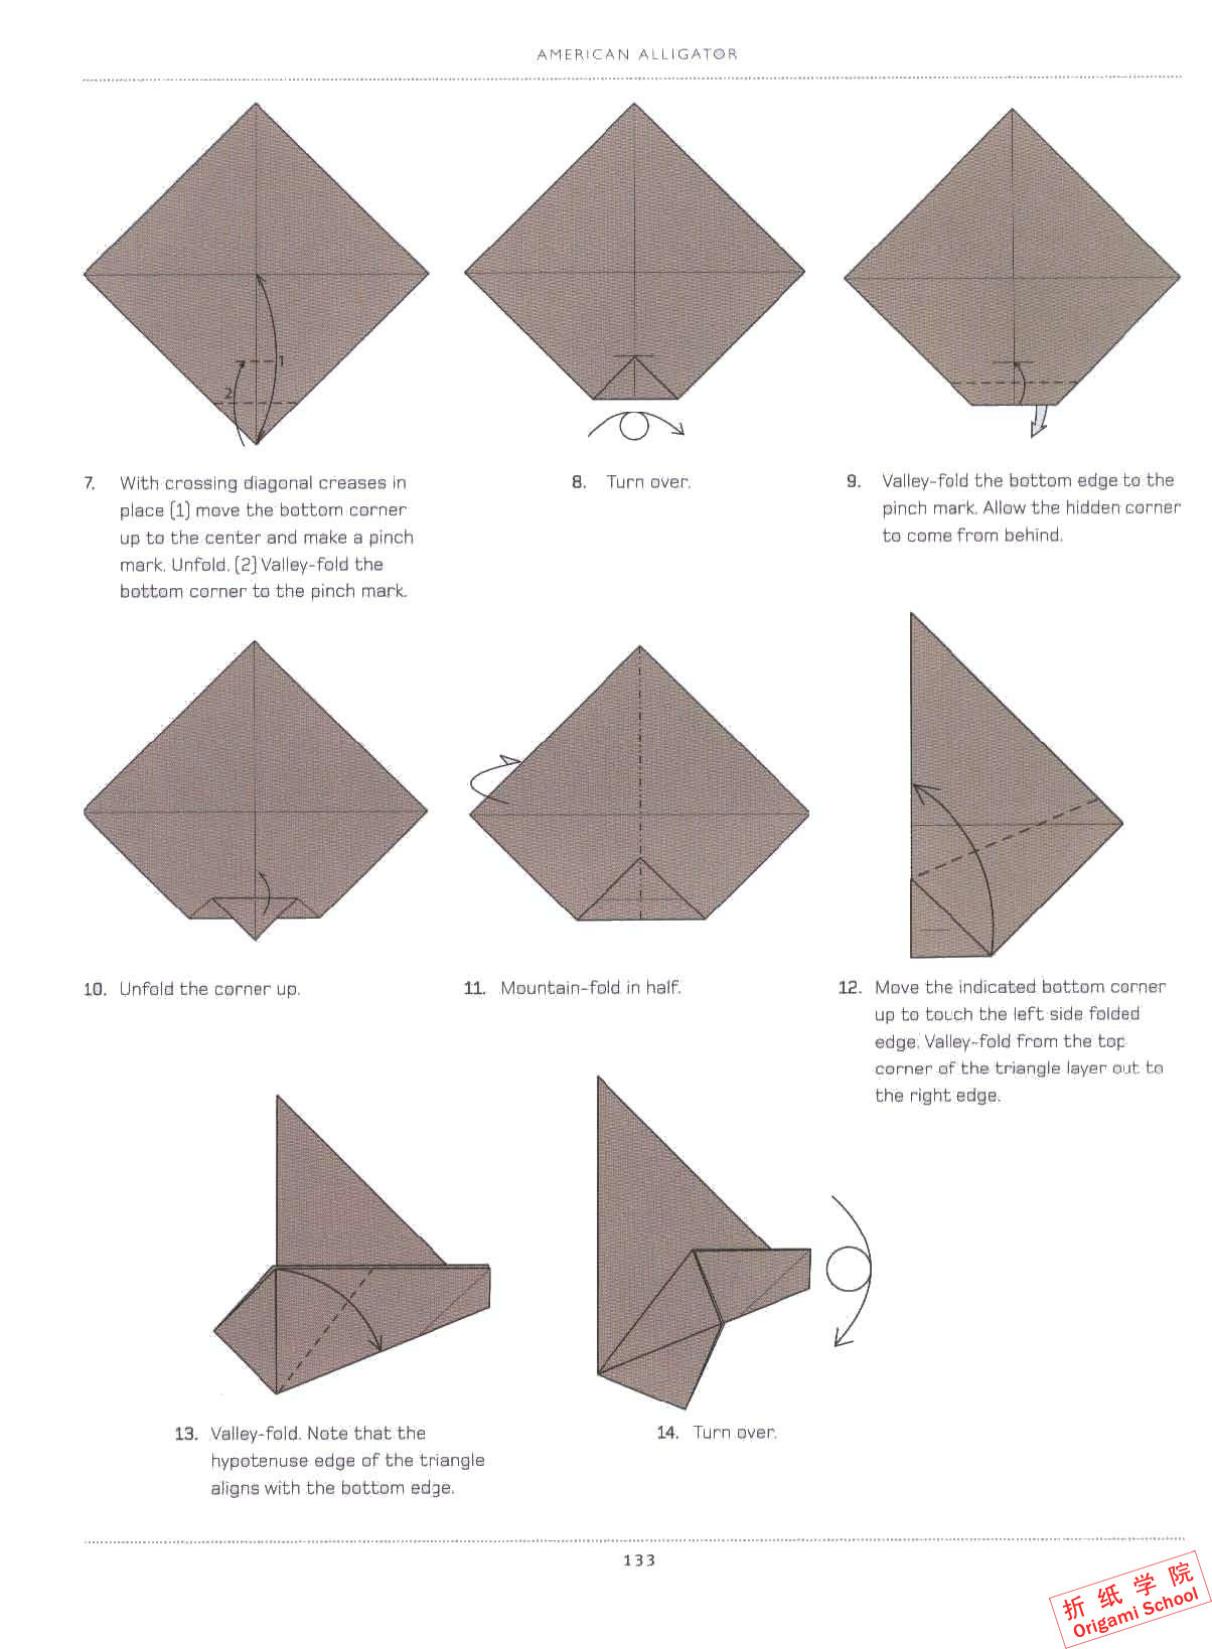 AMERICAN ALLIGATOR
1
2
7. With crossing diagonal creases in
place (1) move the bottom corner
up to the center and make a pinch
mark. Unfold. (2) Valley-fold the
bottom corner to the pinch mark.
8. Turn over.
9. Valley-fold the bottom edge to the
pinch mark. Allow the hidden corner
to come from behind.
10. Unfold the corner up.
11. Mountain-fold in half.
12. Move the indicated bottom corner
up to touch the left side folded
edge. Valley-fold from the top
corner of the triangle layer out to
the right edge.
13. Valley-fold. Note that the
hypotenuse edge of the triangle
aligns with the bottom edge.
14. Turn over.
133
折纸学院
Origami School